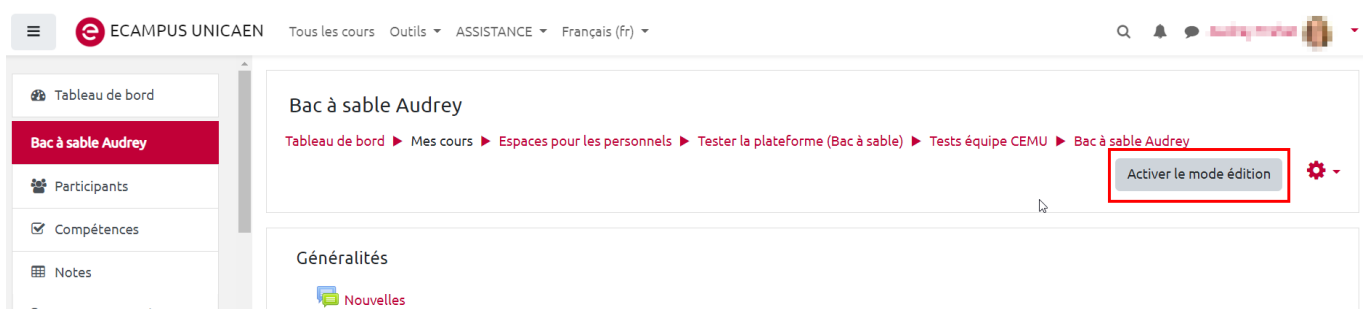 ECAMPUS UNICAEN Tous les cours Outils ASSISTANCE Français (fr)
Tableau de bord
Bac à sable Audrey
Participants
Compétences
Notes
Bac à sable Audrey
Tableau de bord ▶ Mes cours ▶ Espaces pour les personnels ▶ Tester la plateforme (Bac à sable) ▶ Tests équipe CEMU ▶ Bac à sable Audrey
Activer le mode édition
Généralités
Nouvelles